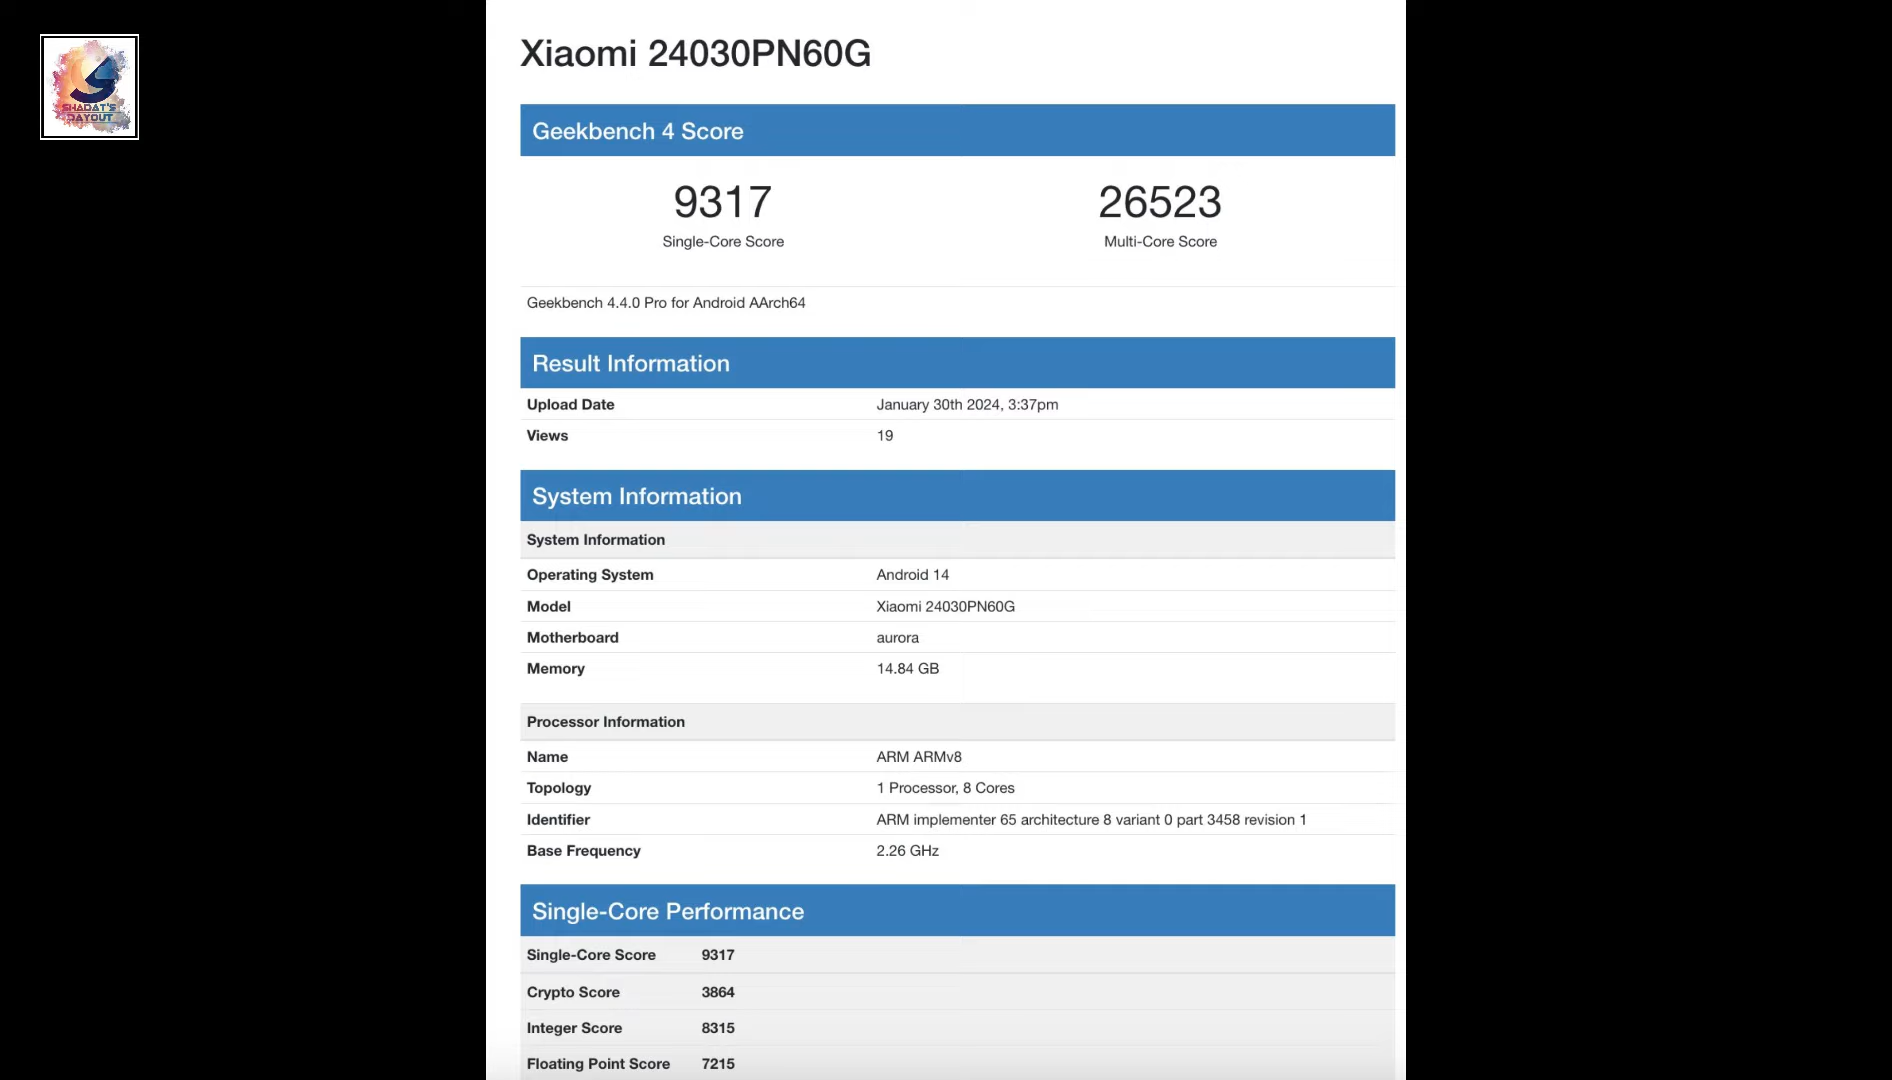 SHADAT'S
DAYOUT
Xiaomi 24030PN60G
Geekbench 4 Score
9317 26523
Single-Core Score Multi-Core Score
Geekbench 4.4.0 Pro for Android AArch64
Result Information
Upload Date January 30th 2024, 3:37pm
Views 19
System Information
System Information
Operating System Android 14
Model Xiaomi 24030PN60G
Motherboard aurora
Memory 14.84 GB
Processor Information
Name ARM ARMv8
Topology 1 Processor, 8 Cores
Identifier ARM implementer 65 architecture 8 variant 0 part 3458 revision 1
Base Frequency 2.26 GHz
Single-Core Performance
Single-Core Score 9317
Crypto Score 3864
Integer Score 8315
Floating Point Score 7215